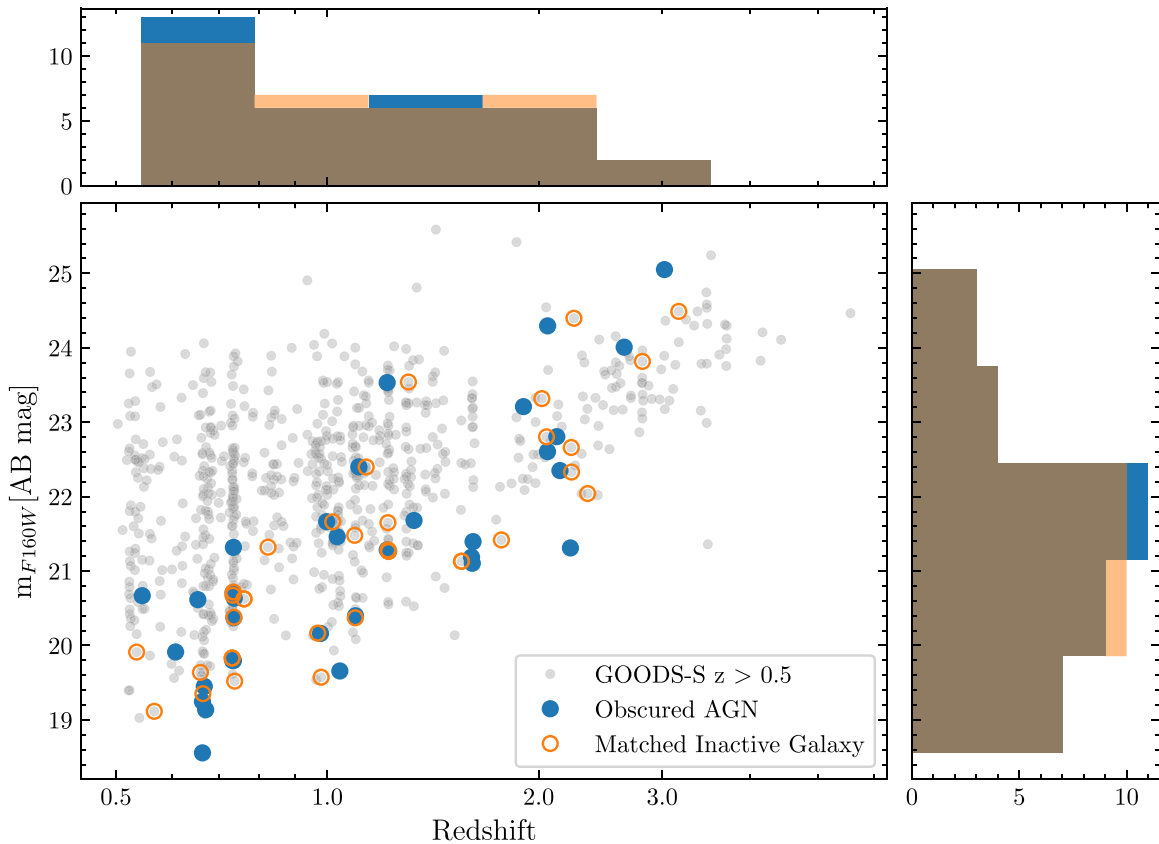 10
5
0
25
24
23
22
21
20
19
m_{F160W} [AB mag]
GOODS-S z > 0.5
Obscured AGN
Matched Inactive Galaxy
0.5 1.0 2.0 3.0
0 5 10
Redshift